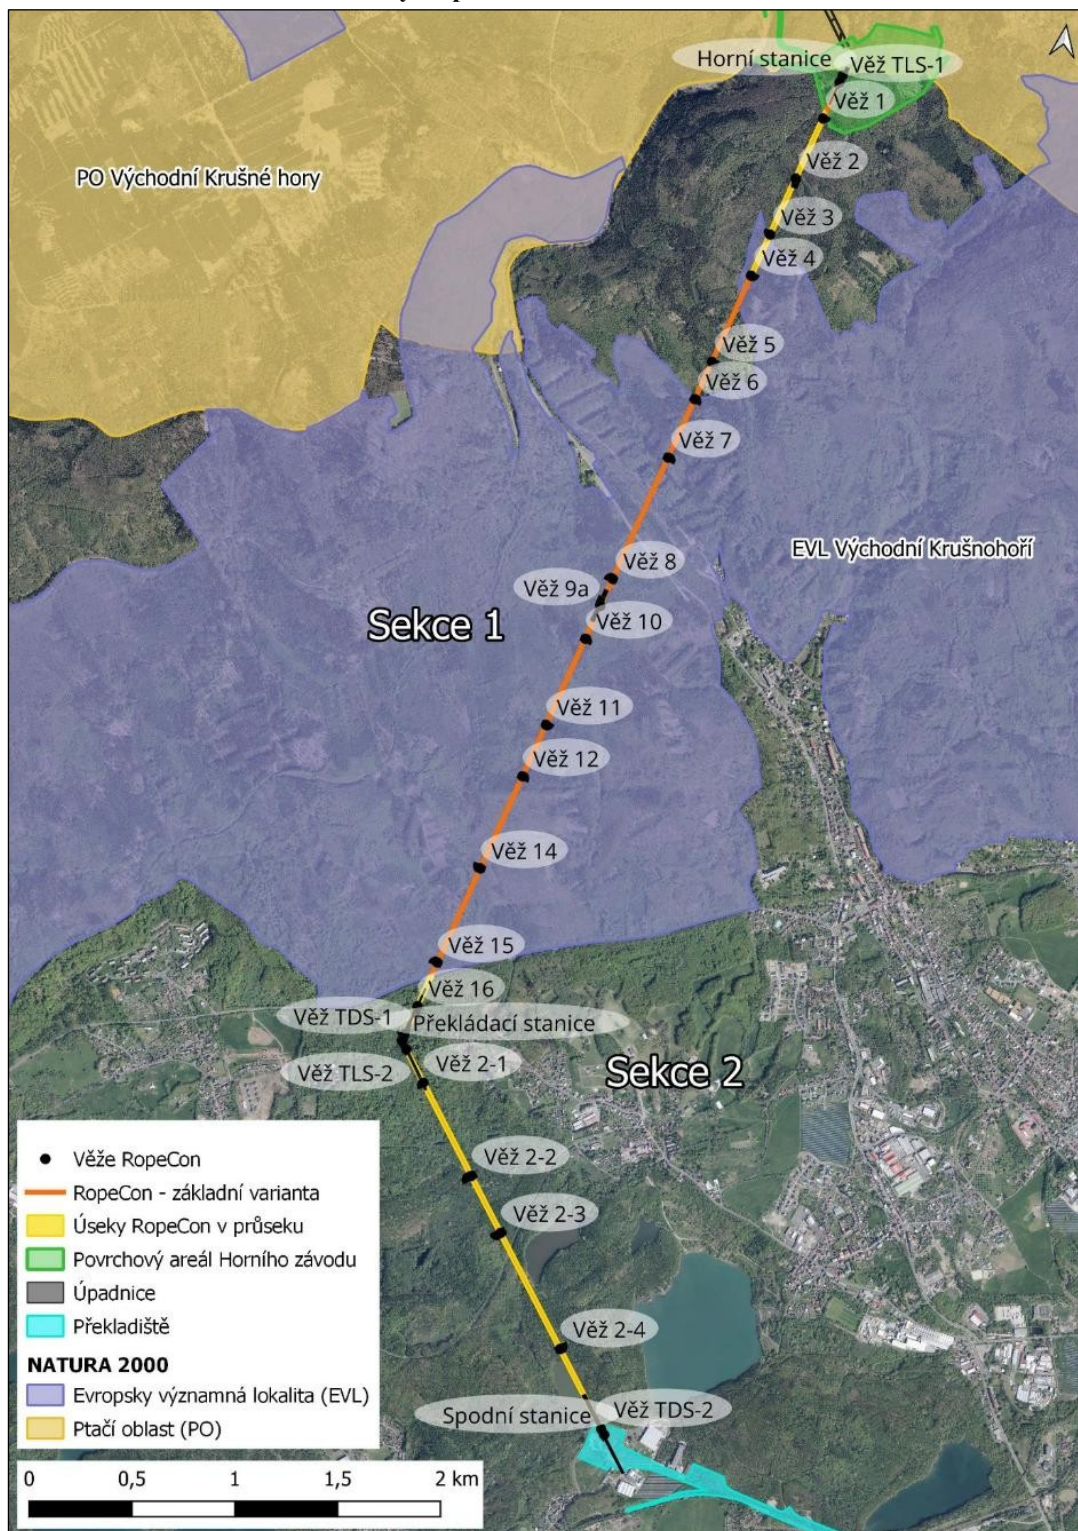 Horní stanice
Věž TLS-1
Věž 1
Věž 2
PO Východní Krušné hory
Věž 3
Věž 4
Věž 5
Věž 6
Věž 7
EVL Východní Krušnohoří
Věž 8
Věž 9a
Sekce 1
Věž 10
Věž 11
Věž 12
Věž 14
Věž 15
Věž 16
Věž TDS-1
Překládací stanice
Věž 2-1
Věž TLS-2
Sekce 2
Věž 2-2
Věž 2-3
Věž 2-4
Věž TDS-2
Spodní stanice
Věže RopeCon
RopeCon - základní varianta
Úseky RopeCon v průseku
Povrchový areál Horního závodu
Úpadnice
Překladiště
NATURA 2000
Evropsky významná lokalita (EVL)
Ptačí oblast (PO)
0 0,5 1 1,5 2 km